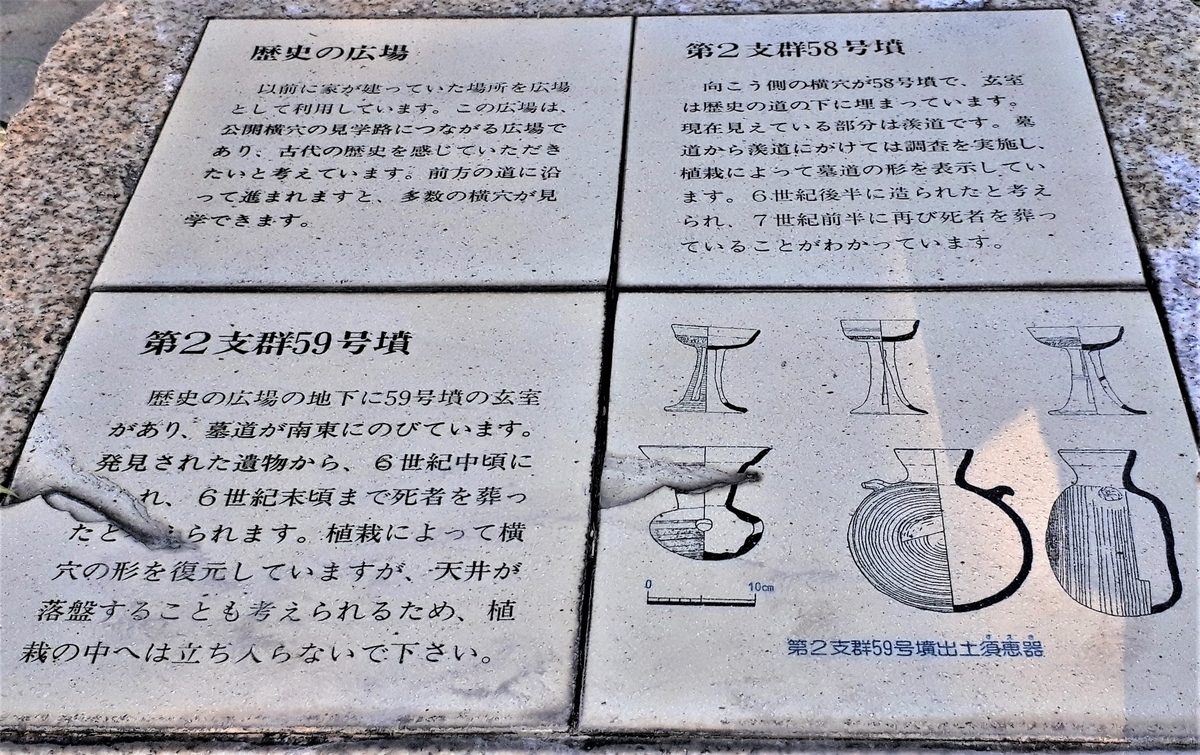 歴史の広場
以前に家が建っていた場所を広場
として利用しています。この広場は、
公開横穴の見学路につながる広場で
あり、古代の歴史を感じていただき
たいと考えています。前方の道に沿
って進まれますと、多数の横穴が見
学できます。
第2支群58号墳
向こう側の横穴が58号墳で、玄室
は歴史の道の下に埋まっています。
現在見えている部分は羨道です。墓
道から羨道にがけては調査を実施し、
植栽によって墓道の形を表示してい
ます。6世紀後半に造られたと考え
られ、7世紀前半に再び死者を葬っ
ていることがわかっています。
第2支群59号墳
歴史の広場の地下に59号墳の玄室
があり、墓道が南東にのびています。
発見された遺物から、6世紀中頃に
れ、6世紀末頃まで死者を葬っ
たと られます。植栽によって横
穴の形を復元していますが、天井が
落盤することも考えられるため、植
栽の中へは立ち入らないで下さい。
0 10cm
第2支群59号墳出土須恵器